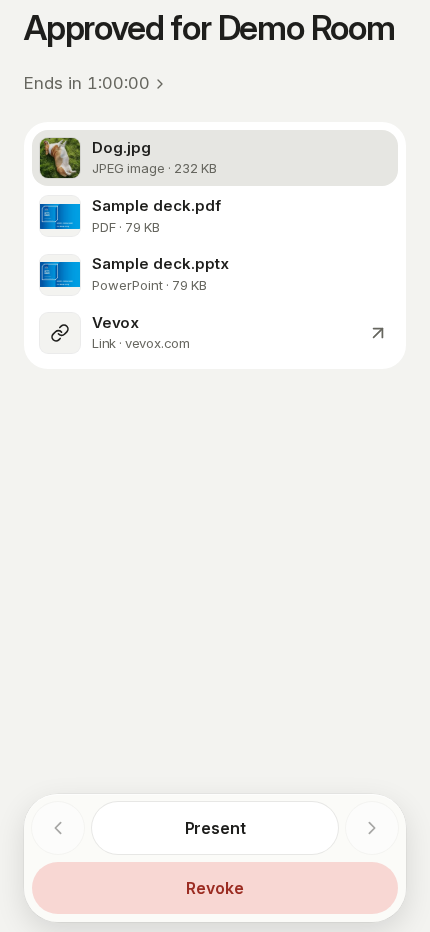 Approved for Demo Room
Ends in 1:00:00
Dog.jpg
JPEG image · 232 KB
Sample deck.pdf
PDF · 79 KB
Sample deck.pptx
PowerPoint · 79 KB
Vevox
Link · vevox.com
Present
Revoke